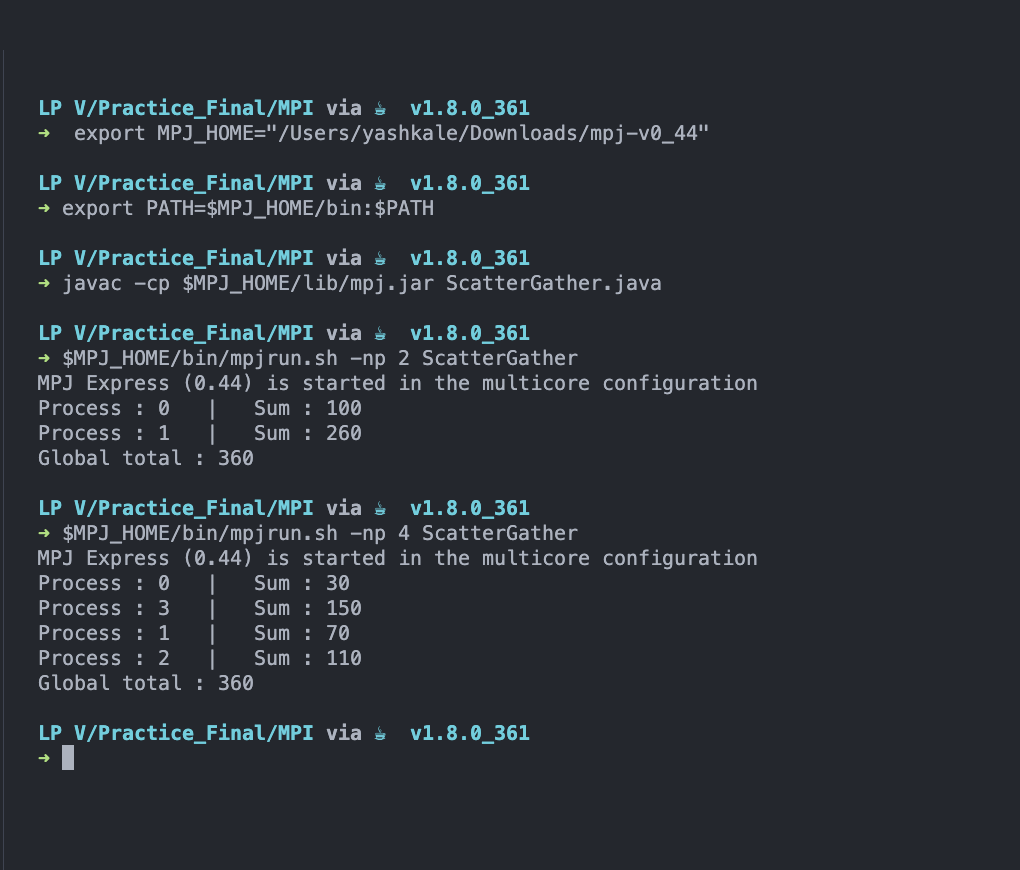 LP V/Practice_Final/MPI via ☕ v1.8.0_361
➜  export MPJ_HOME="/Users/yashkale/Downloads/mpj-v0_44"
LP V/Practice_Final/MPI via ☕ v1.8.0_361
➜ export PATH=$MPJ_HOME/bin:$PATH
LP V/Practice_Final/MPI via ☕ v1.8.0_361
➜ javac -cp $MPJ_HOME/lib/mpj.jar ScatterGather.java
LP V/Practice_Final/MPI via ☕ v1.8.0_361
➜ $MPJ_HOME/bin/mpjrun.sh -np 2 ScatterGather
MPJ Express (0.44) is started in the multicore configuration
Process : 0   |   Sum : 100
Process : 1   |   Sum : 260
Global total : 360
LP V/Practice_Final/MPI via ☕ v1.8.0_361
➜ $MPJ_HOME/bin/mpjrun.sh -np 4 ScatterGather
MPJ Express (0.44) is started in the multicore configuration
Process : 0   |   Sum : 30
Process : 3   |   Sum : 150
Process : 1   |   Sum : 70
Process : 2   |   Sum : 110
Global total : 360
LP V/Practice_Final/MPI via ☕ v1.8.0_361
➜